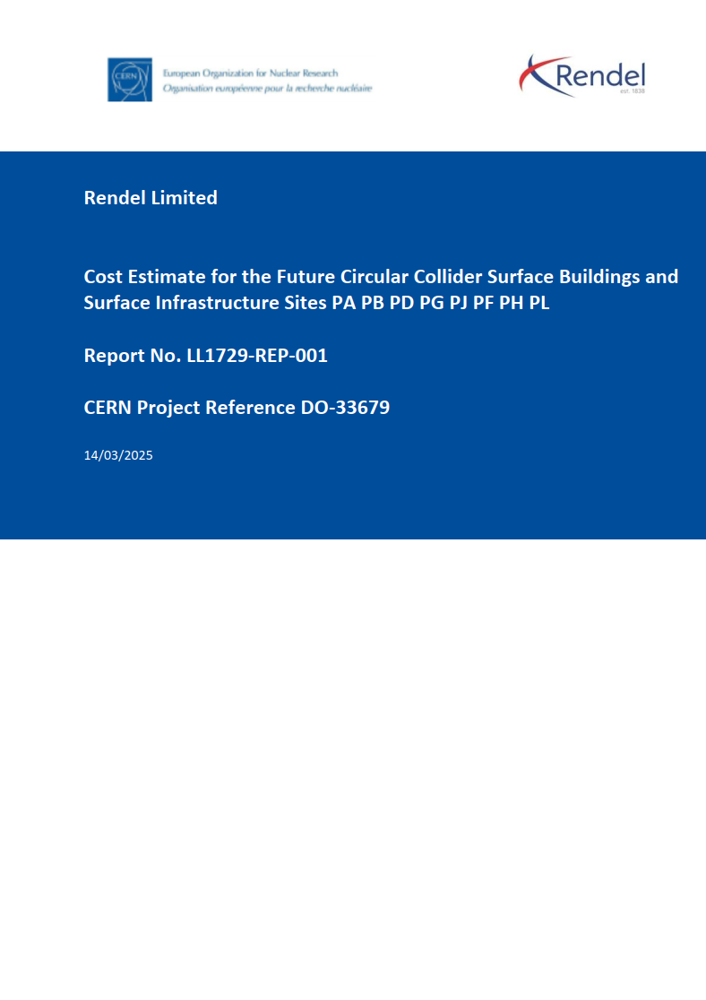 CERN
European Organization for Nuclear Research
Organisation européenne pour la recherche nucléaire
Rendel
est. 1838
Rendel Limited
Cost Estimate for the Future Circular Collider Surface Buildings and
Surface Infrastructure Sites PA PB PD PG PJ PF PH PL
Report No. LL1729-REP-001
CERN Project Reference DO-33679
14/03/2025